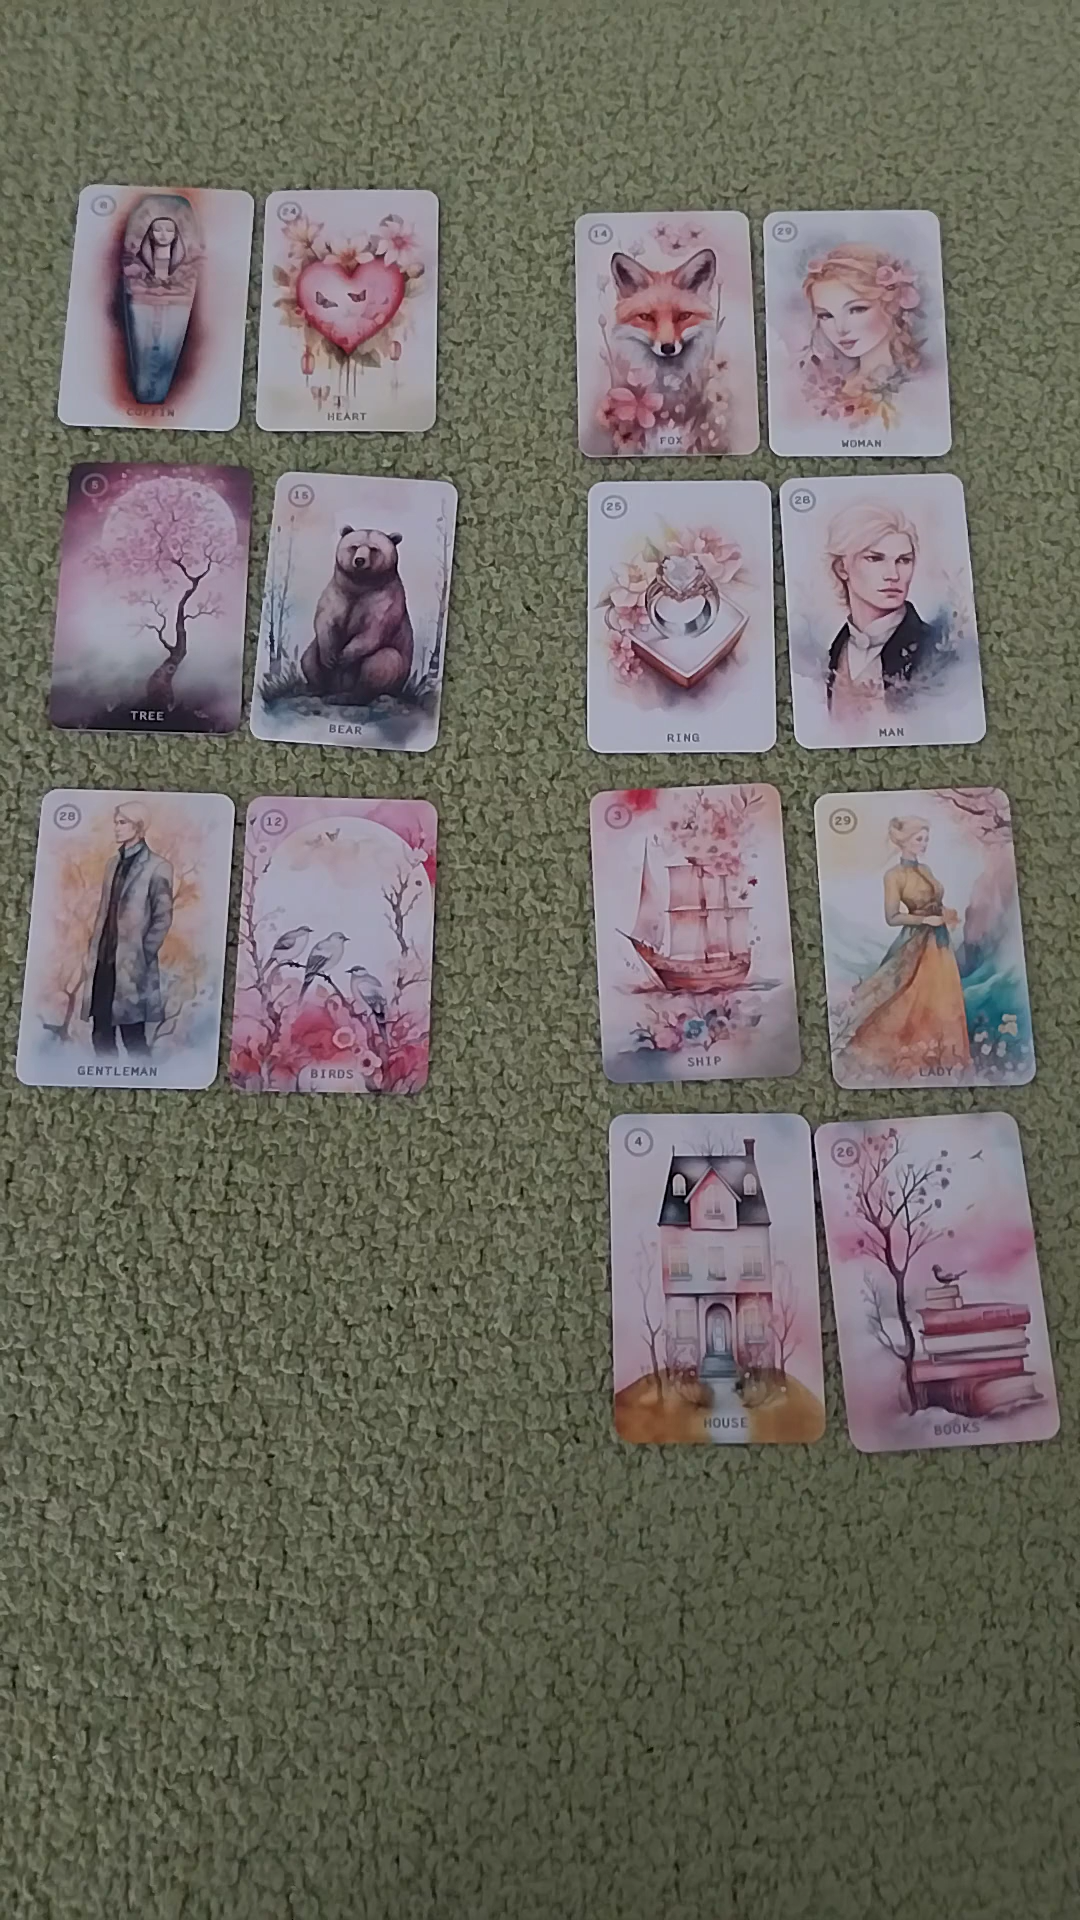 8
COFFIN
24
HEART
14
FOX
29
WOMAN
5
TREE
15
BEAR
25
RING
28
MAN
28
GENTLEMAN
12
BIRDS
3
SHIP
29
LADY
4
HOUSE
26
BOOKS